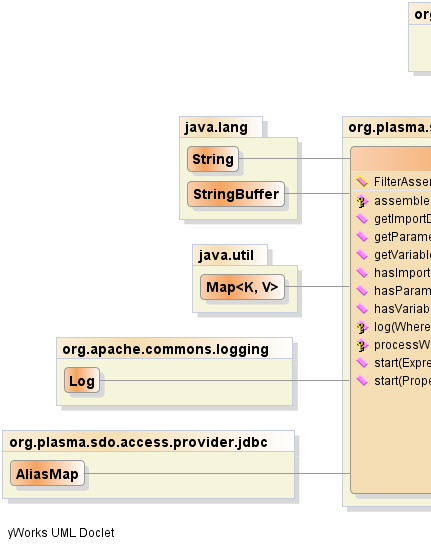 org
java.lang
String
StringBuffer
java.util
Map<K, V>
org.apache.commons.logging
Log
org.plasma.sdo.access.provider.jdbc
AliasMap
org.plasma.s
FilterAssem
assemble
getImportD
getParame
getVariabl
hasImport
hasParam
hasVariab
log(Where
processW
start(Expre
start(Prope
yWorks UML Doclet